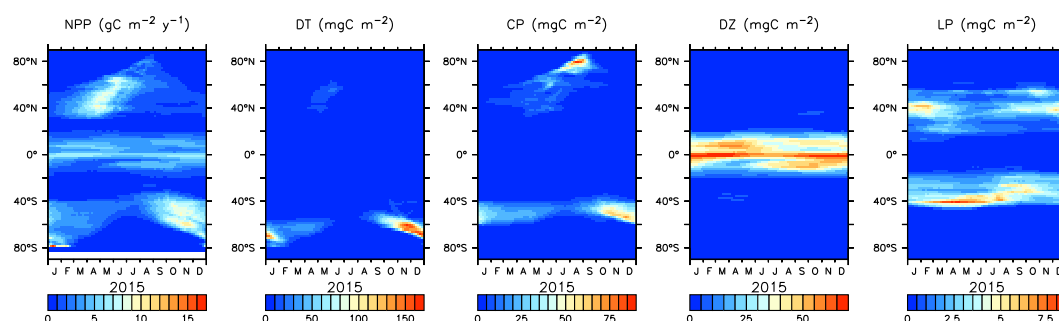 NPP (gC m⁻² y⁻¹) DT (mgC m⁻²) CP (mgC m⁻²) DZ (mgC m⁻²) LP (mgC m⁻²)
80°N 80°N 80°N 80°N 80°N
40°N 40°N 40°N 40°N 40°N
0° 0° 0° 0° 0°
40°S 40°S 40°S 40°S 40°S
80°S 80°S 80°S 80°S 80°S
J F M A M J J A S O N D J F M A M J J A S O N D J F M A M J J A S O N D J F M A M J J A S O N D J F M A M J J A S O N D
2015 2015 2015 2015 2015
0 5 10 15 0 50 100 150 0 25 50 75 0 25 50 0 2.5 5 7.5